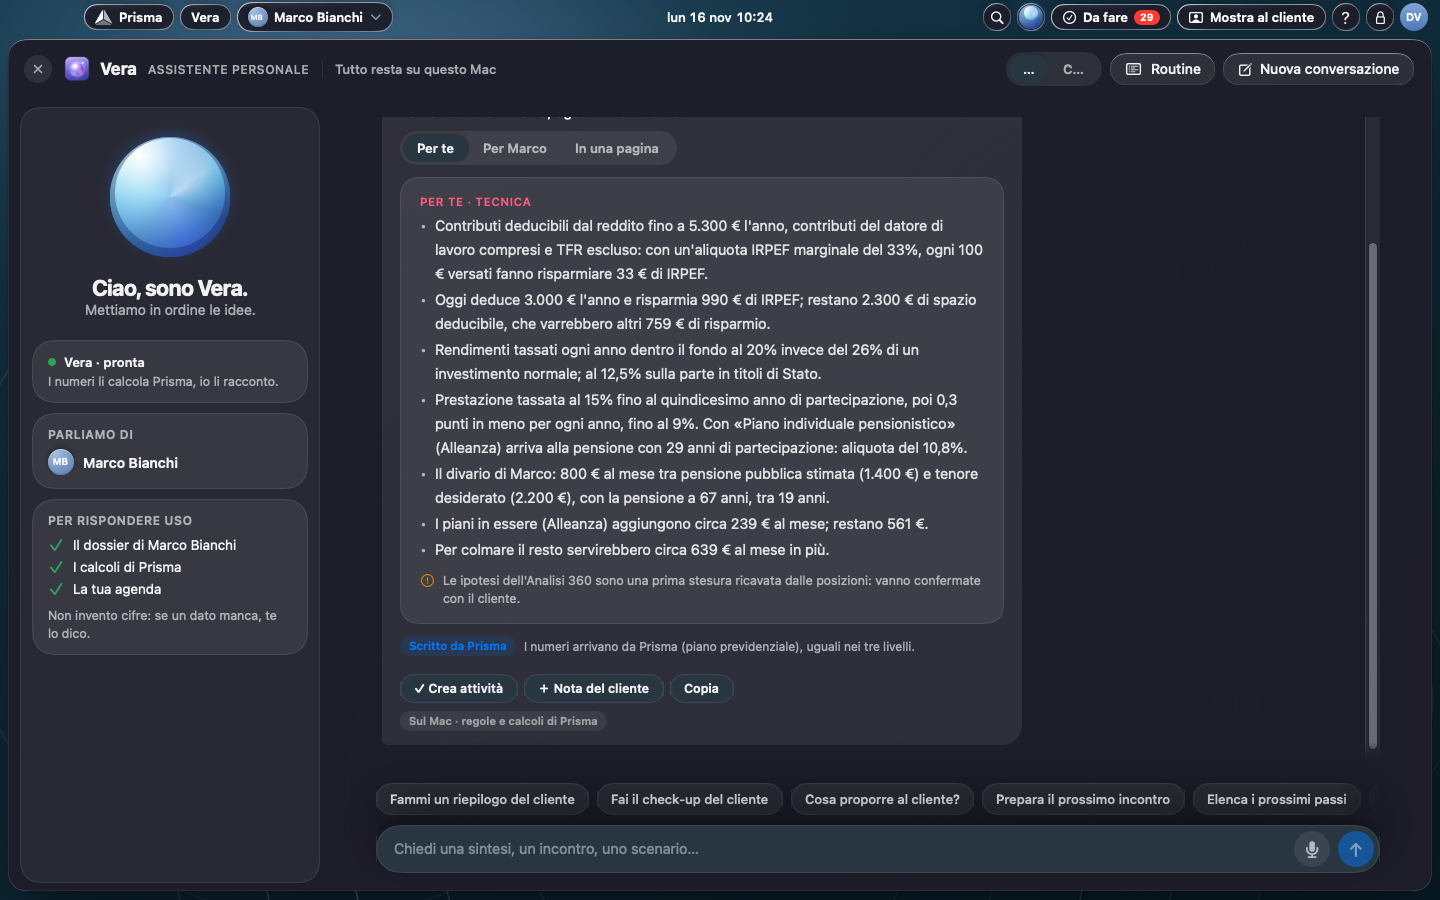 Prisma
Vera
MB Marco Bianchi
lun 16 nov 10:24
Da fare 29
Mostra al cliente
?
DV
Vera ASSISTENTE PERSONALE
Tutto resta su questo Mac
...
C...
Routine
Nuova conversazione
Ciao, sono Vera.
Mettiamo in ordine le idee.
Vera · pronta
I numeri li calcola Prisma, io li racconto.
PARLIAMO DI
MB Marco Bianchi
PER RISPONDERE USO
Il dossier di Marco Bianchi
I calcoli di Prisma
La tua agenda
Non invento cifre: se un dato manca, te
lo dico.
Per te
Per Marco
In una pagina
PER TE · TECNICA
• Contributi deducibili dal reddito fino a 5.300 € l'anno, contributi del datore di
lavoro compresi e TFR escluso: con un'aliquota IRPEF marginale del 33%, ogni 100
€ versati fanno risparmiare 33 € di IRPEF.
• Oggi deduce 3.000 € l'anno e risparmia 990 € di IRPEF; restano 2.300 € di spazio
deducibile, che varrebbero altri 759 € di risparmio.
• Rendimenti tassati ogni anno dentro il fondo al 20% invece del 26% di un
investimento normale; al 12,5% sulla parte in titoli di Stato.
• Prestazione tassata al 15% fino al quindicesimo anno di partecipazione, poi 0,3
punti in meno per ogni anno, fino al 9%. Con «Piano individuale pensionistico»
(Alleanza) arriva alla pensione con 29 anni di partecipazione: aliquota del 10,8%.
• Il divario di Marco: 800 € al mese tra pensione pubblica stimata (1.400 €) e tenore
desiderato (2.200 €), con la pensione a 67 anni, tra 19 anni.
• I piani in essere (Alleanza) aggiungono circa 239 € al mese; restano 561 €.
• Per colmare il resto servirebbero circa 639 € al mese in più.
Le ipotesi dell'Analisi 360 sono una prima stesura ricavata dalle posizioni: vanno confermate
con il cliente.
Scritto da Prisma I numeri arrivano da Prisma (piano previdenziale), uguali nei tre livelli.
✓ Crea attività
+ Nota del cliente
Copia
Sul Mac · regole e calcoli di Prisma
Fammi un riepilogo del cliente
Fai il check-up del cliente
Cosa proporre al cliente?
Prepara il prossimo incontro
Elenca i prossimi passi
Chiedi una sintesi, un incontro, uno scenario...